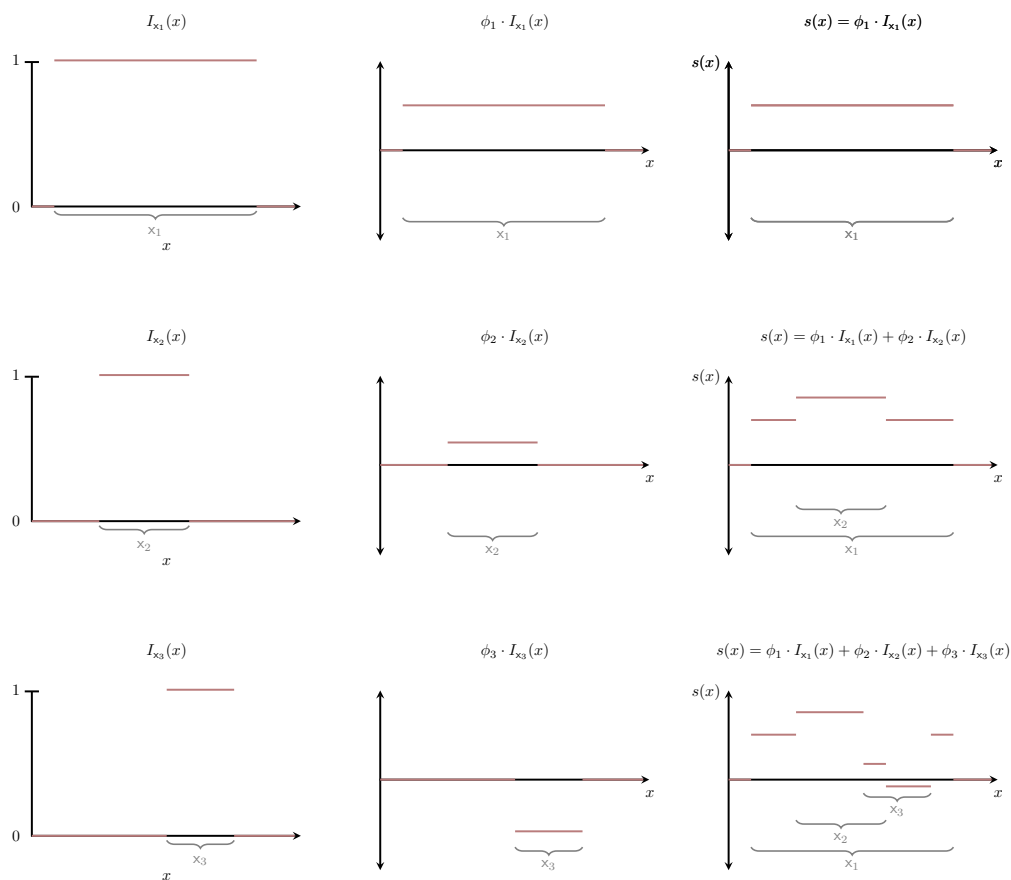 I_{x_1}(x)
ϕ_1 · I_{x_1}(x)
s(x) = ϕ_1 · I_{x_1}(x)
1
0
x_1
x
x
x_1
s(x)
x
x_1
I_{x_2}(x)
ϕ_2 · I_{x_2}(x)
s(x) = ϕ_1 · I_{x_1}(x) + ϕ_2 · I_{x_2}(x)
1
0
x_2
x
x
x_2
s(x)
x
x_2
x_1
I_{x_3}(x)
ϕ_3 · I_{x_3}(x)
s(x) = ϕ_1 · I_{x_1}(x) + ϕ_2 · I_{x_2}(x) + ϕ_3 · I_{x_3}(x)
1
0
x_3
x
x
x_3
s(x)
x
x_3
x_2
x_1